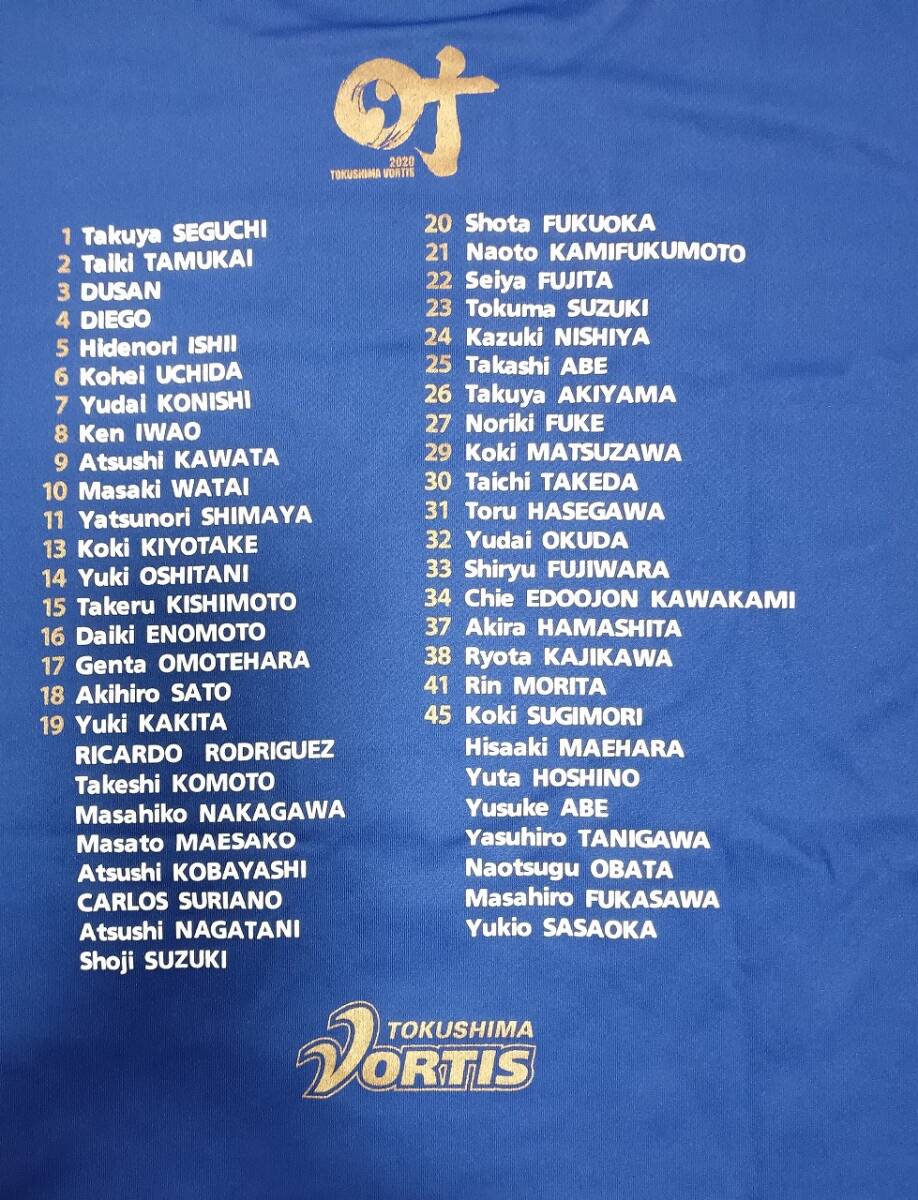 叶
2020
TOKUSHIMA VORTIS
1 Takuya SEGUCHI
2 Taiki TAMUKAI
3 DUSAN
4 DIEGO
5 Hidenori ISHII
6 Kohei UCHIDA
7 Yudai KONISHI
8 Ken IWAO
9 Atsushi KAWATA
10 Masaki WATAI
11 Yatsunori SHIMAYA
13 Koki KIYOTAKE
14 Yuki OSHITANI
15 Takeru KISHIMOTO
16 Daiki ENOMOTO
17 Genta OMOTEHARA
18 Akihiro SATO
19 Yuki KAKITA
RICARDO RODRIGUEZ
Takeshi KOMOTO
Masahiko NAKAGAWA
Masato MAESAKO
Atsushi KOBAYASHI
CARLOS SURIANO
Atsushi NAGATANI
Shoji SUZUKI
20 Shota FUKUOKA
21 Naoto KAMIFUKUMOTO
22 Seiya FUJITA
23 Tokuma SUZUKI
24 Kazuki NISHIYA
25 Takashi ABE
26 Takuya AKIYAMA
27 Noriki FUKE
29 Koki MATSUZAWA
30 Taichi TAKEDA
31 Toru HASEGAWA
32 Yudai OKUDA
33 Shiryu FUJIWARA
34 Chie EDOOJON KAWAKAMI
37 Akira HAMASHITA
38 Ryota KAJIKAWA
41 Rin MORITA
45 Koki SUGIMORI
Hisaaki MAEHARA
Yuta HOSHINO
Yusuke ABE
Yasuhiro TANIGAWA
Naotsugu OBATA
Masahiro FUKASAWA
Yukio SASAOKA
TOKUSHIMA
VORTIS